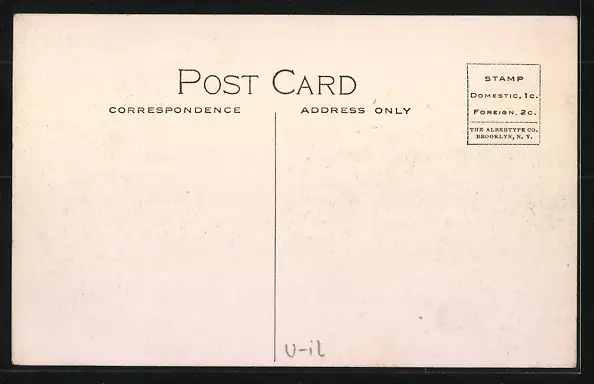 POST CARD
CORRESPONDENCE
ADDRESS ONLY
STAMP
DOMESTIC, 1C.
FOREIGN, 2C.
THE ALBERTYPE CO.
BROOKLYN, N. Y.
U-il